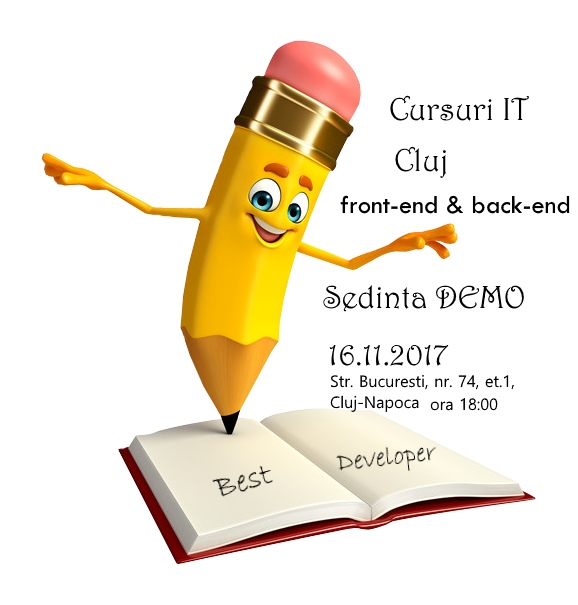 Cursuri IT
Cluj
front-end & back-end
Sedinta DEMO
16.11.2017
Str. Bucuresti, nr. 74, et.1,
Cluj-Napoca ora 18:00
Best Developer